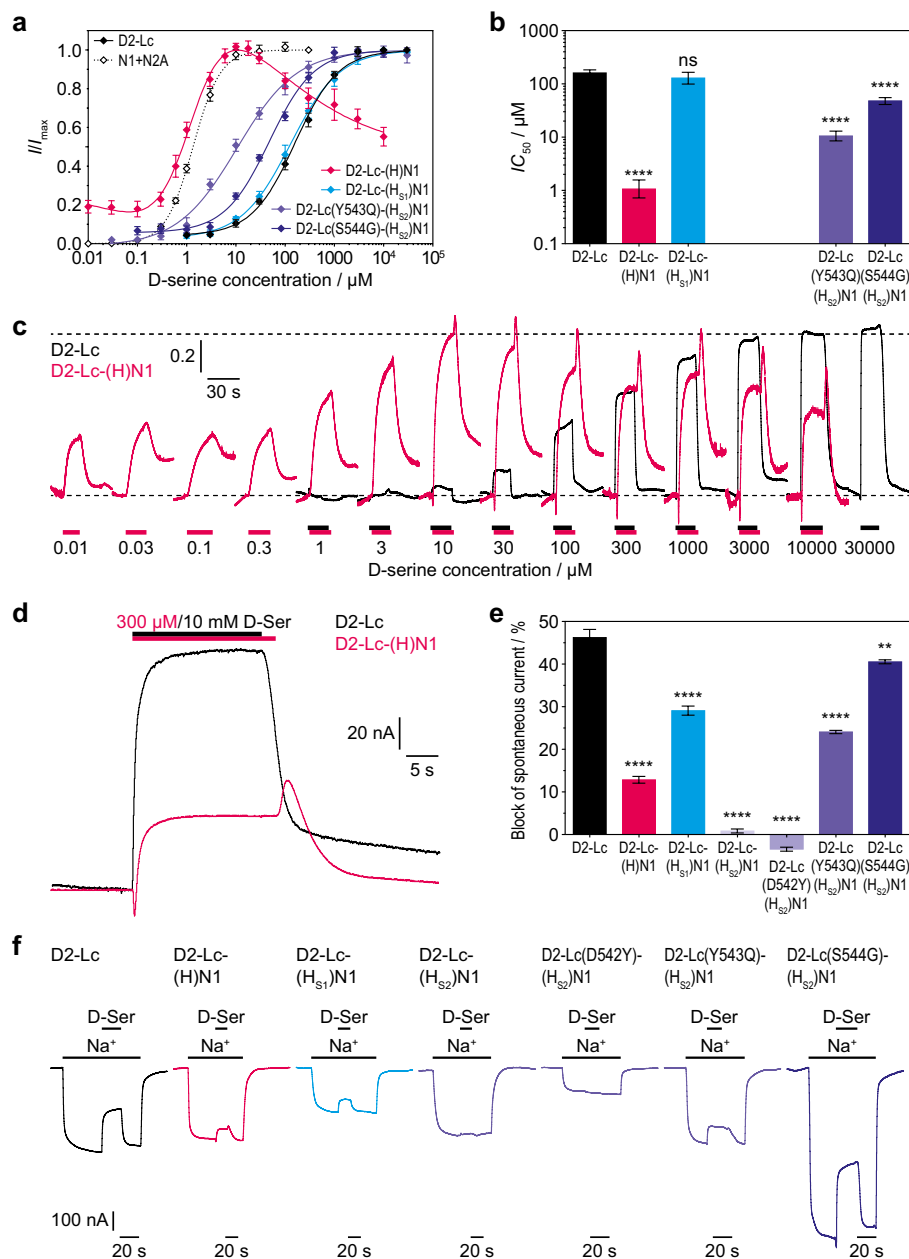 a
I/Imax
1.0
0.8
0.6
0.4
0.2
0.0
D2-Lc
N1+N2A
D2-Lc-(H)N1
D2-Lc-(HS1)N1
D2-Lc(Y543Q)-(HS2)N1
D2-Lc(S544G)-(HS2)N1
0.01 0.1 1 10 100 1000 10⁴ 10⁵
D-serine concentration / µM
b
IC50 / µM
1000
100
10
1
0.1
****
ns
****
****
D2-Lc
D2-Lc-
(H)N1
D2-Lc-
(HS1)N1
D2-Lc
(Y543Q)
(HS2)N1
D2-Lc
(S544G)
(HS2)N1
c
D2-Lc
D2-Lc-(H)N1
0.2
30 s
0.01 0.03 0.1 0.3 1 3 10 30 100 300 1000 3000 10000 30000
D-serine concentration / µM
d
300 µM/10 mM D-Ser
D2-Lc
D2-Lc-(H)N1
20 nA
5 s
e
Block of spontaneous current / %
50
40
30
20
10
0
****
****
****
****
****
**
D2-Lc
D2-Lc-
(H)N1
D2-Lc-
(HS1)N1
D2-Lc-
(HS2)N1
D2-Lc
(D542Y)
(HS2)N1
D2-Lc
(Y543Q)
(HS2)N1
D2-Lc
(S544G)
(HS2)N1
f
D2-Lc
D2-Lc-
(H)N1
D2-Lc-
(HS1)N1
D2-Lc-
(HS2)N1
D2-Lc(D542Y)-
(HS2)N1
D2-Lc(Y543Q)-
(HS2)N1
D2-Lc(S544G)-
(HS2)N1
D-Ser D-Ser D-Ser D-Ser D-Ser D-Ser D-Ser
Na⁺ Na⁺ Na⁺ Na⁺ Na⁺ Na⁺ Na⁺
100 nA
20 s 20 s 20 s 20 s 20 s 20 s 20 s